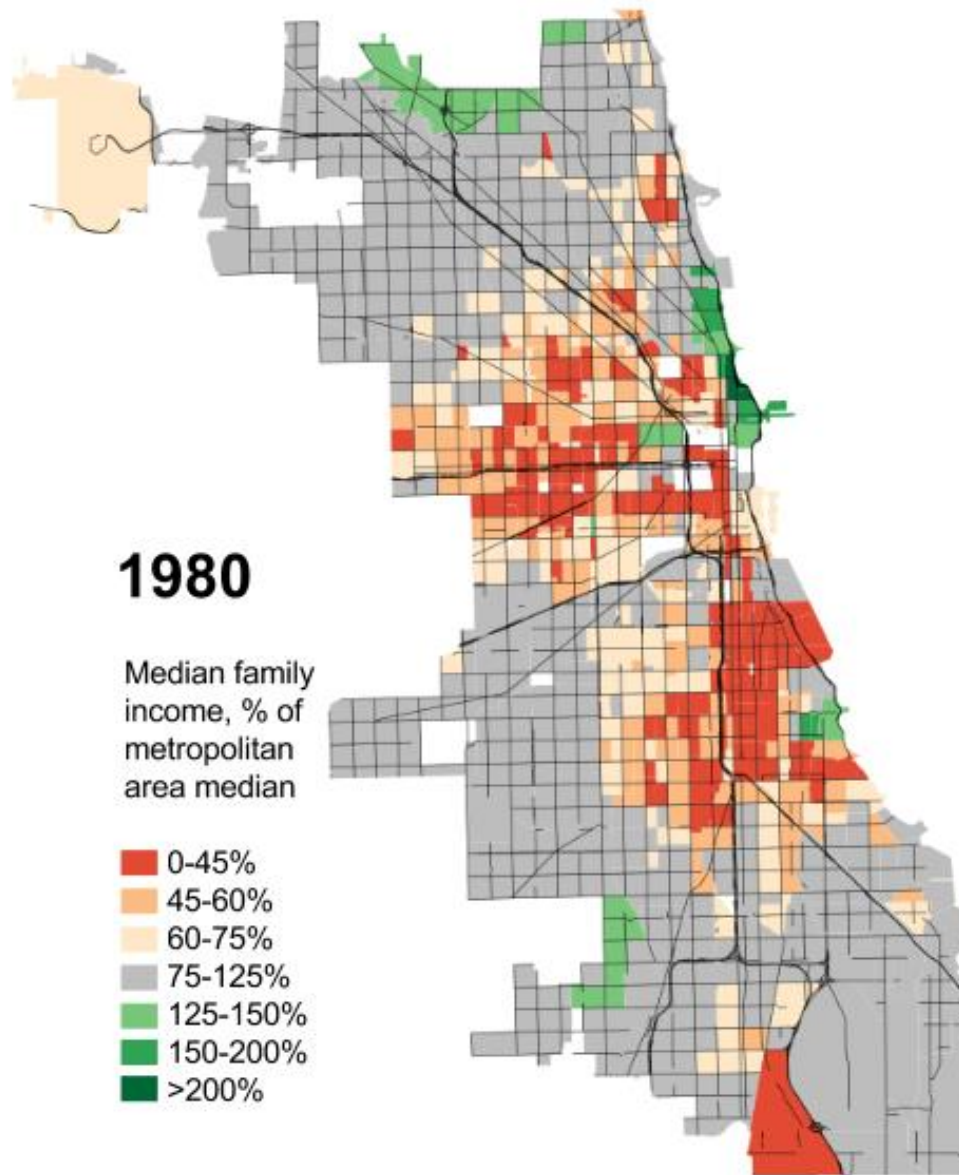 1980
Median family
income, % of
metropolitan
area median
0-45%
45-60%
60-75%
75-125%
125-150%
150-200%
>200%